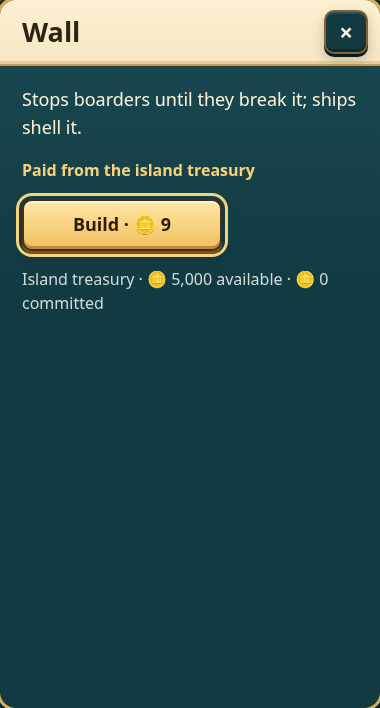 Wall
×
Stops boarders until they break it; ships
shell it.
Paid from the island treasury
Build · 🪙 9
Island treasury · 🪙 5,000 available · 🪙 0
committed